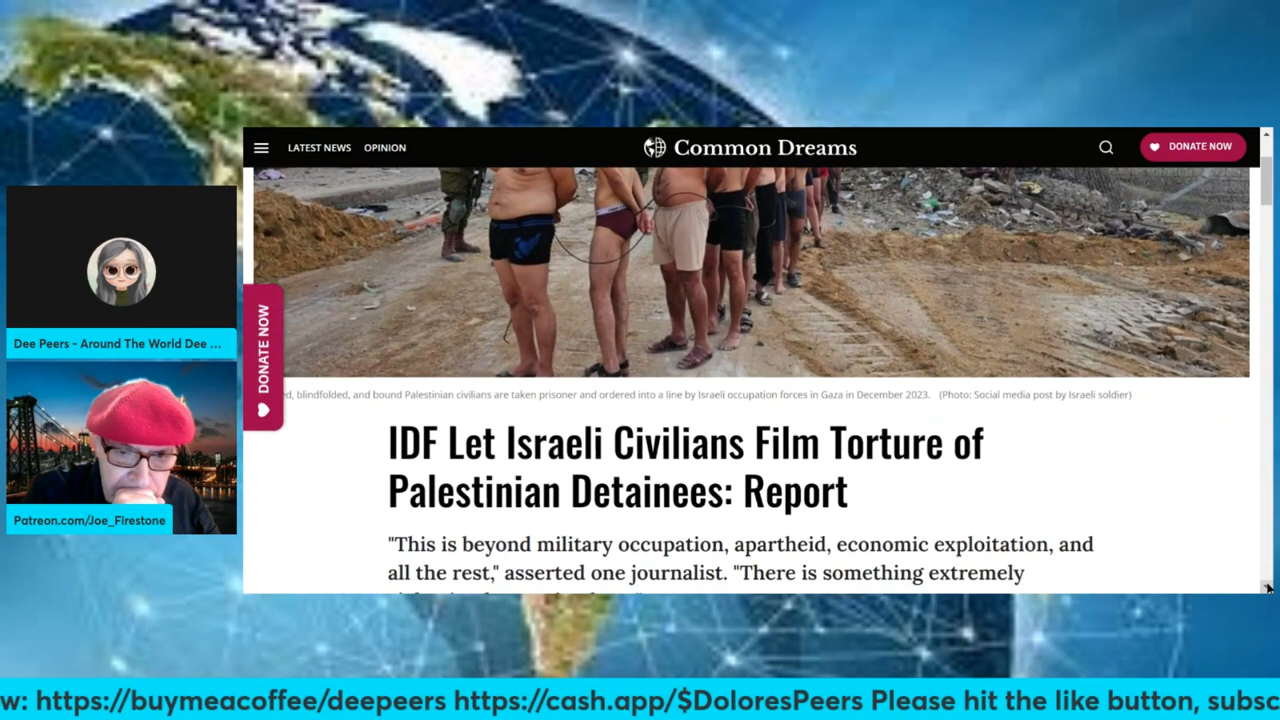 LATEST NEWS OPINION Common Dreams DONATE NOW
DONATE NOW
Dee Peers - Around The World Dee ...
Patreon.com/Joe_Firestone
blindfolded, and bound Palestinian civilians are taken prisoner and ordered into a line by Israeli occupation forces in Gaza in December 2023. (Photo: Social media post by Israeli soldier)
IDF Let Israeli Civilians Film Torture of
Palestinian Detainees: Report
"This is beyond military occupation, apartheid, economic exploitation, and
all the rest," asserted one journalist. "There is something extremely
w: https://buymeacoffee/deepeers https://cash.app/$DoloresPeers Please hit the like button, subsc